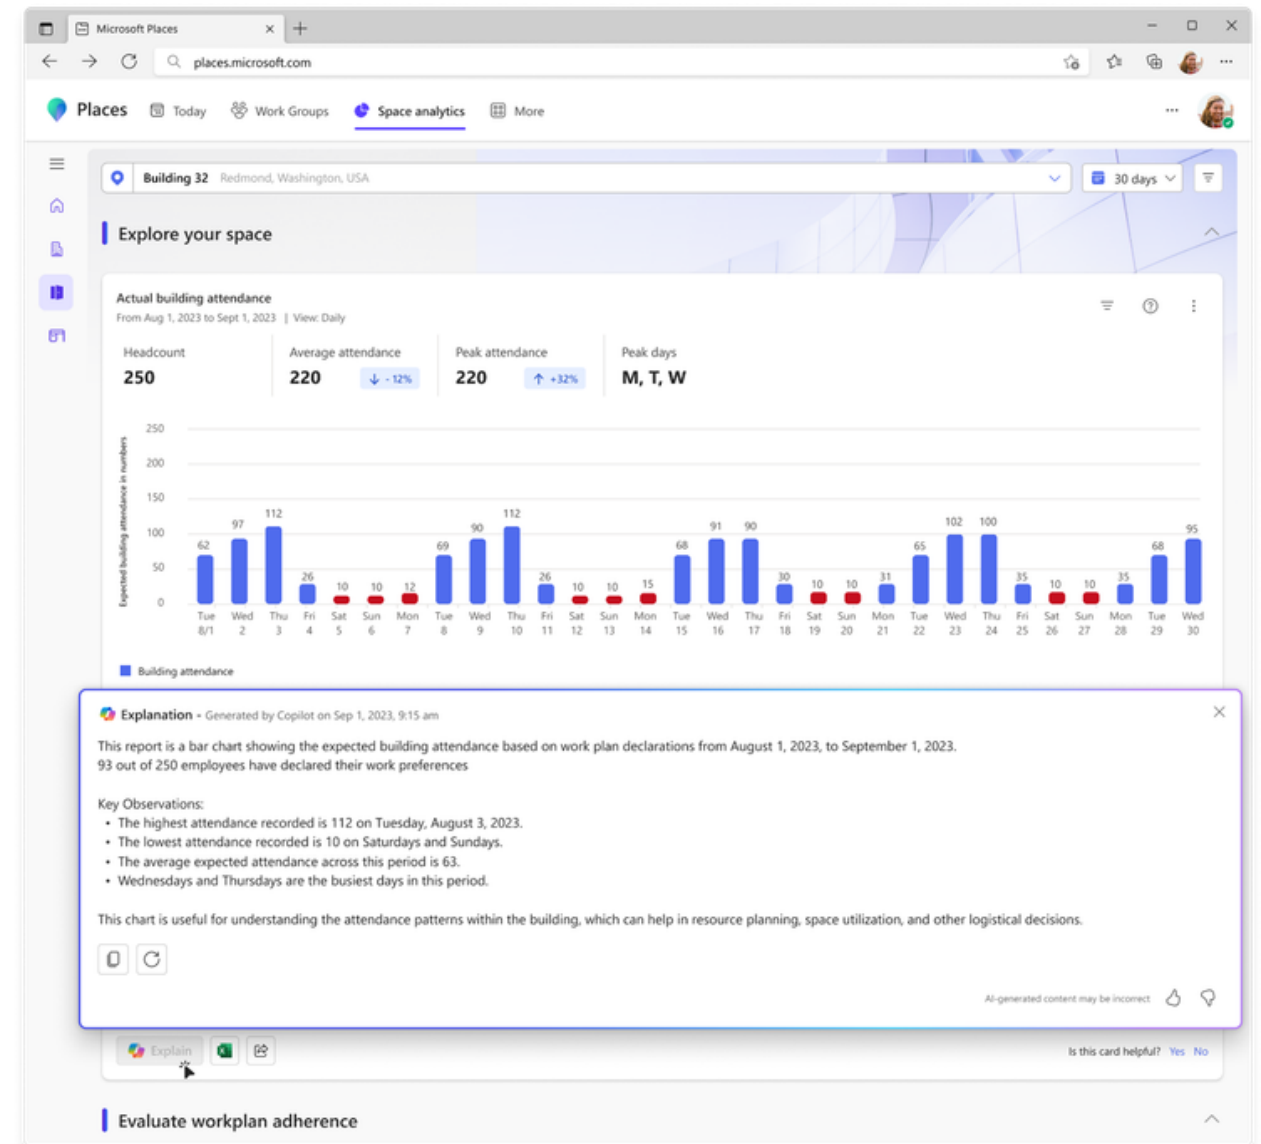 Microsoft Places
places.microsoft.com
Places Today Work Groups Space analytics More
Building 32 Redmond, Washington, USA 30 days
Explore your space
Actual building attendance
From Aug 1, 2023 to Sept 1, 2023 | View: Daily
Headcount Average attendance Peak attendance Peak days
250 220 - 12% 220 +32% M, T, W
Expected building attendance in numbers
250
200
150
100
50
0
62 97 112 26 10 10 12 69 90 112 26 10 10 15 68 91 90 30 10 10 31 65 102 100 35 10 10 35 68 95
Tue Wed Thu Fri Sat Sun Mon Tue Wed Thu Fri Sat Sun Mon Tue Wed Thu Fri Sat Sun Mon Tue Wed Thu Fri Sat Sun Mon Tue Wed
8/1 2 3 4 5 6 7 8 9 10 11 12 13 14 15 16 17 18 19 20 21 22 23 24 25 26 27 28 29 30
Building attendance
Explanation - Generated by Copilot on Sep 1, 2023, 9:15 am
This report is a bar chart showing the expected building attendance based on work plan declarations from August 1, 2023, to September 1, 2023.
93 out of 250 employees have declared their work preferences
Key Observations:
• The highest attendance recorded is 112 on Tuesday, August 3, 2023.
• The lowest attendance recorded is 10 on Saturdays and Sundays.
• The average expected attendance across this period is 63.
• Wednesdays and Thursdays are the busiest days in this period.
This chart is useful for understanding the attendance patterns within the building, which can help in resource planning, space utilization, and other logistical decisions.
AI-generated content may be incorrect
Explain
Is this card helpful? Yes No
Evaluate workplan adherence